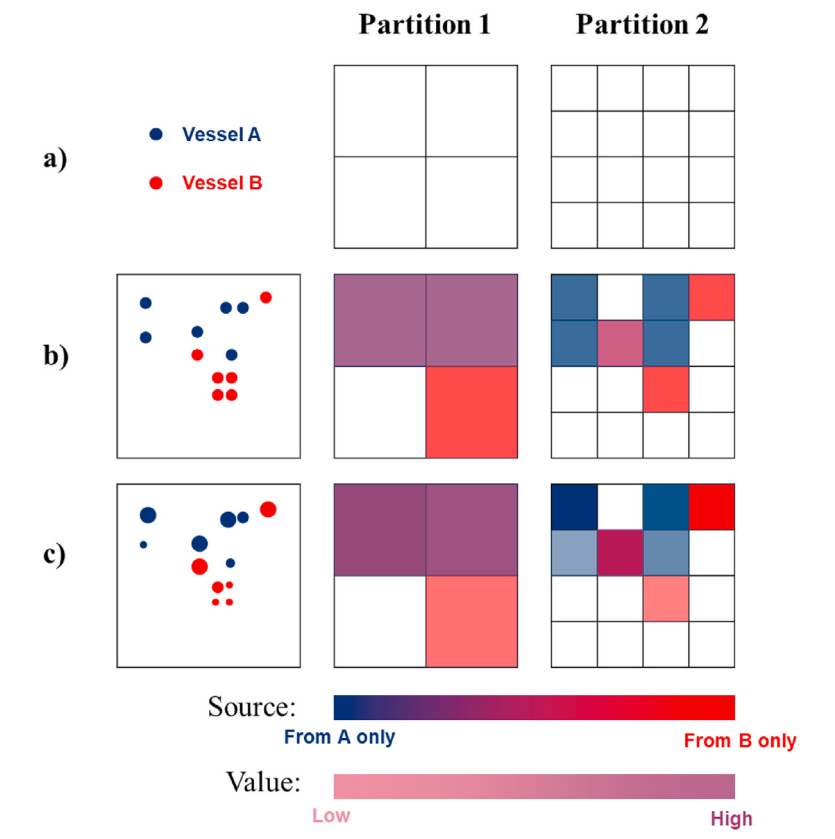 Partition 1
Partition 2
a)
Vessel A
Vessel B
b)
c)
Source:
From A only
From B only
Value:
Low
High